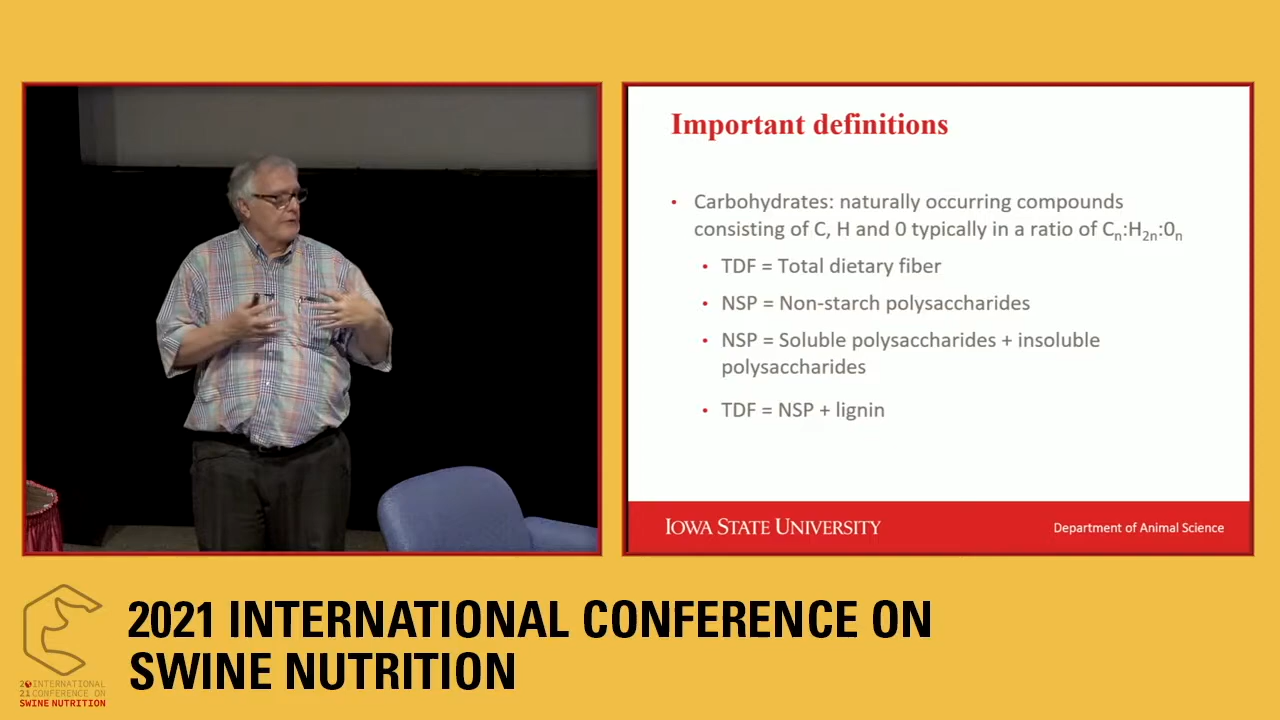 Important definitions
• Carbohydrates: naturally occurring compounds
consisting of C, H and 0 typically in a ratio of Cn:H2n:0n
• TDF = Total dietary fiber
• NSP = Non-starch polysaccharides
• NSP = Soluble polysaccharides + insoluble
polysaccharides
• TDF = NSP + lignin
IOWA STATE UNIVERSITY
Department of Animal Science
2021 INTERNATIONAL CONFERENCE ON
SWINE NUTRITION
20 INTERNATIONAL
21 CONFERENCE ON
SWINE NUTRITION